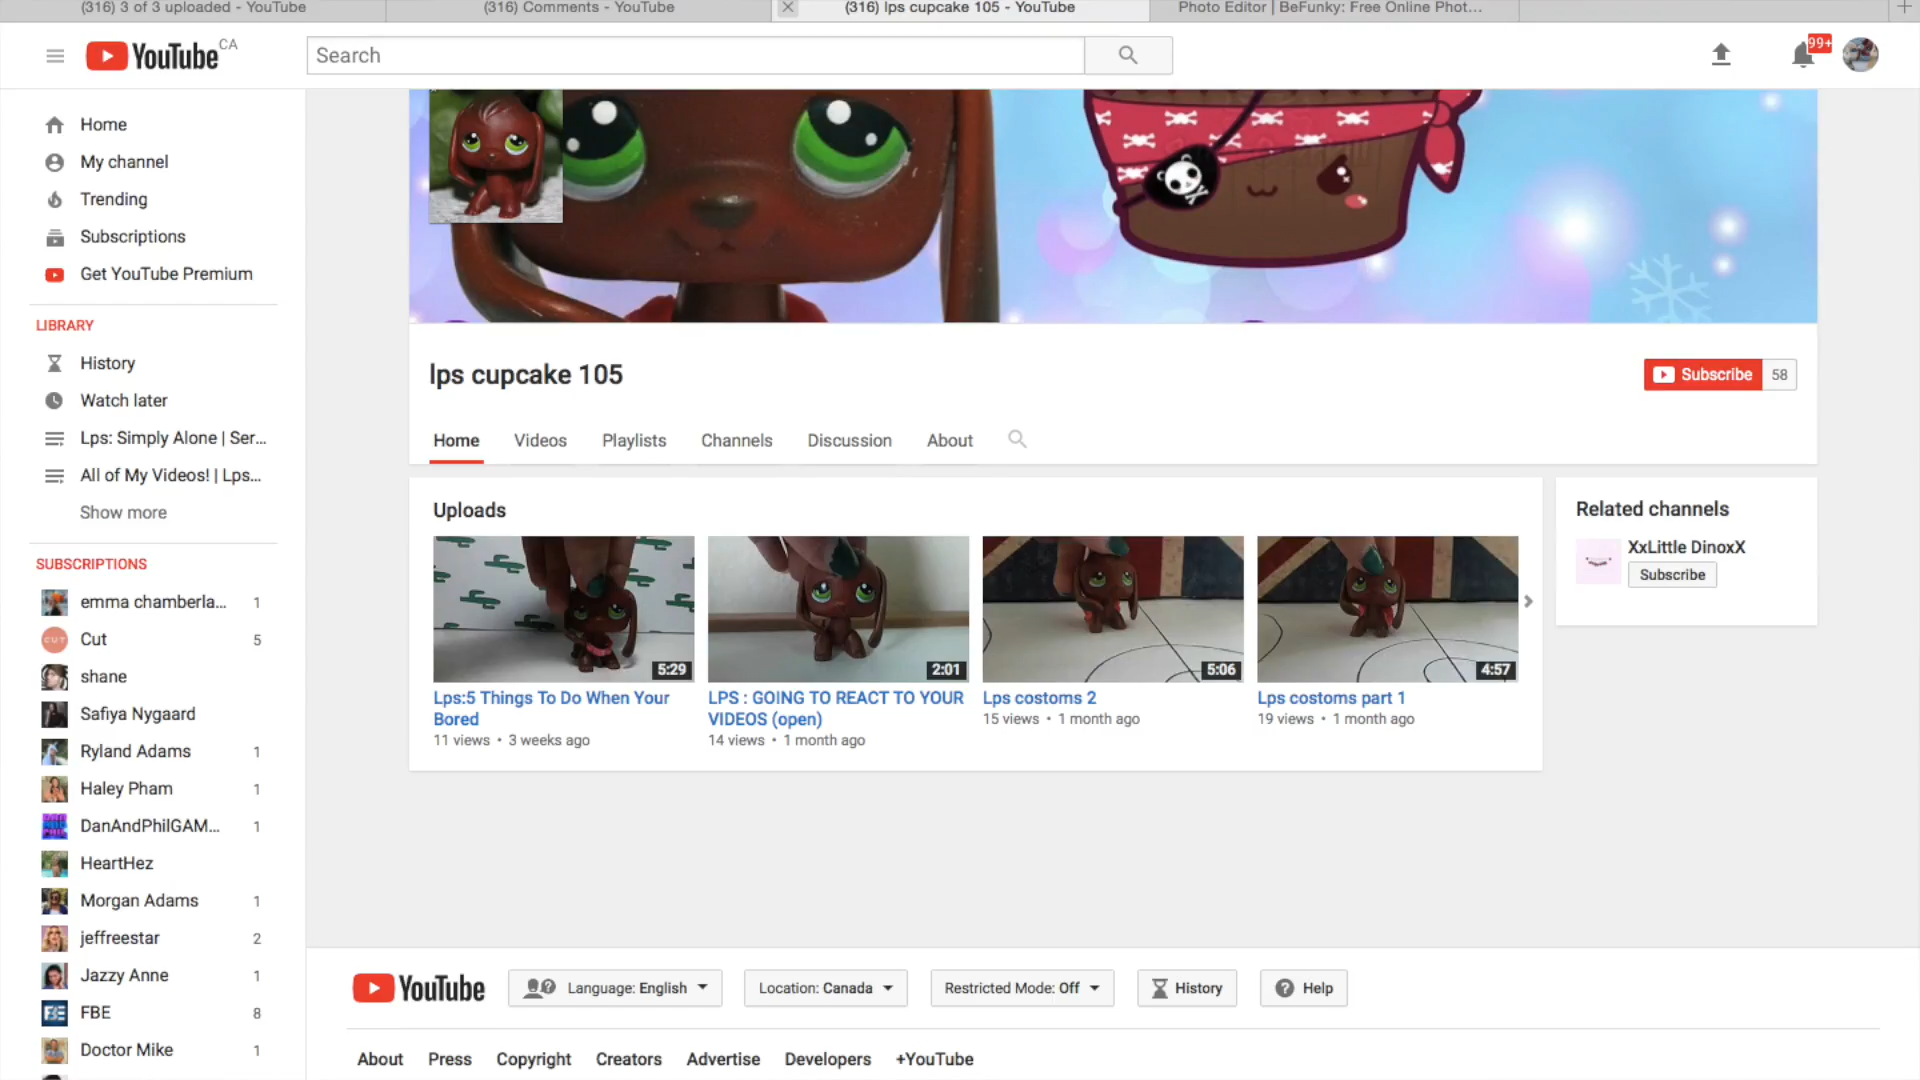 (316) 3 of 3 uploaded - YouTube
(316) Comments - YouTube
(316) lps cupcake 105 - YouTube
Photo Editor | BeFunky: Free Online Phot...
YouTube CA
Search
99+
Home
My channel
Trending
Subscriptions
Get YouTube Premium
LIBRARY
History
Watch later
Lps: Simply Alone | Ser...
All of My Videos! | Lps...
Show more
SUBSCRIPTIONS
emma chamberla... 1
Cut 5
shane
Safiya Nygaard
Ryland Adams 1
Haley Pham 1
DanAndPhilGAM... 1
HeartHez
Morgan Adams 1
jeffreestar 2
Jazzy Anne 1
FBE 8
Doctor Mike 1
lps cupcake 105
Subscribe 58
Home Videos Playlists Channels Discussion About
Uploads
5:29
Lps:5 Things To Do When Your
Bored
11 views • 3 weeks ago
2:01
LPS : GOING TO REACT TO YOUR
VIDEOS (open)
14 views • 1 month ago
5:06
Lps costoms 2
15 views • 1 month ago
4:57
Lps costoms part 1
19 views • 1 month ago
Related channels
XxLittle DinoxX
Subscribe
YouTube
Language: English
Location: Canada
Restricted Mode: Off
History
Help
About Press Copyright Creators Advertise Developers +YouTube